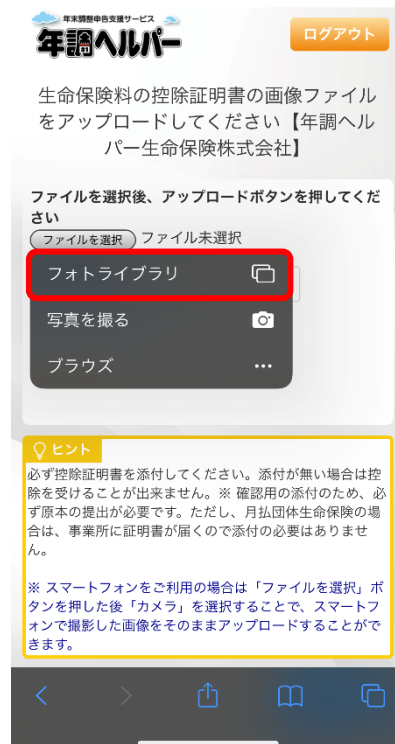 年末調整申告支援サービス
年調ヘルパー
ログアウト
生命保険料の控除証明書の画像ファイル
をアップロードしてください【年調ヘル
パー生命保険株式会社】
ファイルを選択後、アップロードボタンを押してくだ
さい
ファイルを選択 ファイル未選択
フォトライブラリ
写真を撮る
ブラウズ
ヒント
必ず控除証明書を添付してください。添付が無い場合は控
除を受けることが出来ません。※ 確認用の添付のため、必
ず原本の提出が必要です。ただし、月払団体生命保険の場
合は、事業所に証明書が届くので添付の必要はありませ
ん。
※ スマートフォンをご利用の場合は「ファイルを選択」ボ
タンを押した後「カメラ」を選択することで、スマートフ
ォンで撮影した画像をそのままアップロードすることがで
きます。